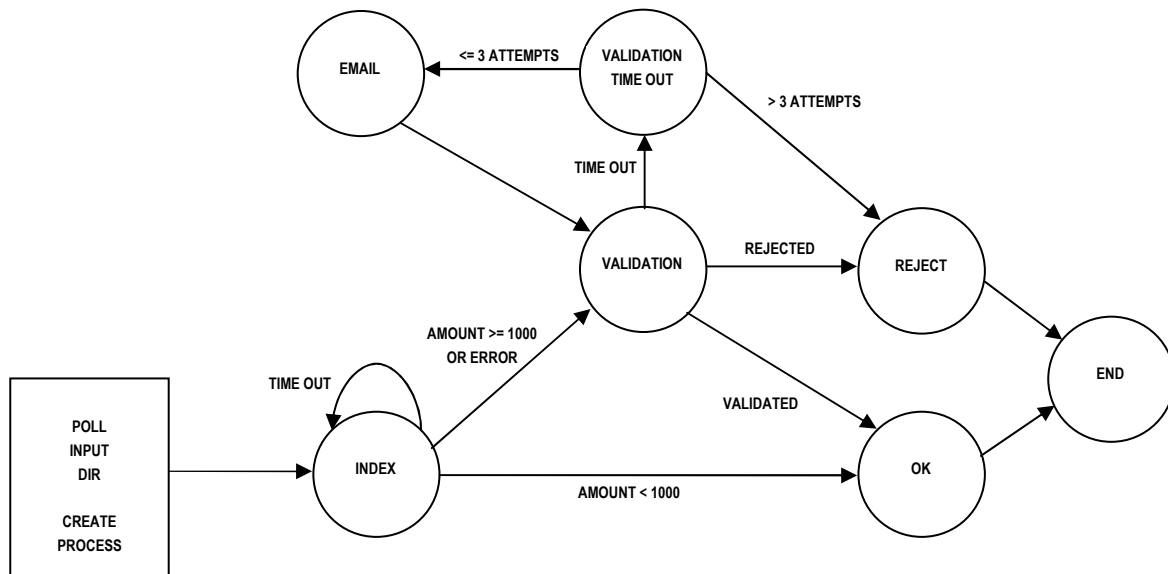 <= 3 ATTEMPTS
EMAIL
VALIDATION
TIME OUT
> 3 ATTEMPTS
TIME OUT
VALIDATION
REJECTED
REJECT
AMOUNT >= 1000
OR ERROR
TIME OUT
VALIDATED
END
POLL
INPUT
DIR
CREATE
PROCESS
INDEX
AMOUNT < 1000
OK